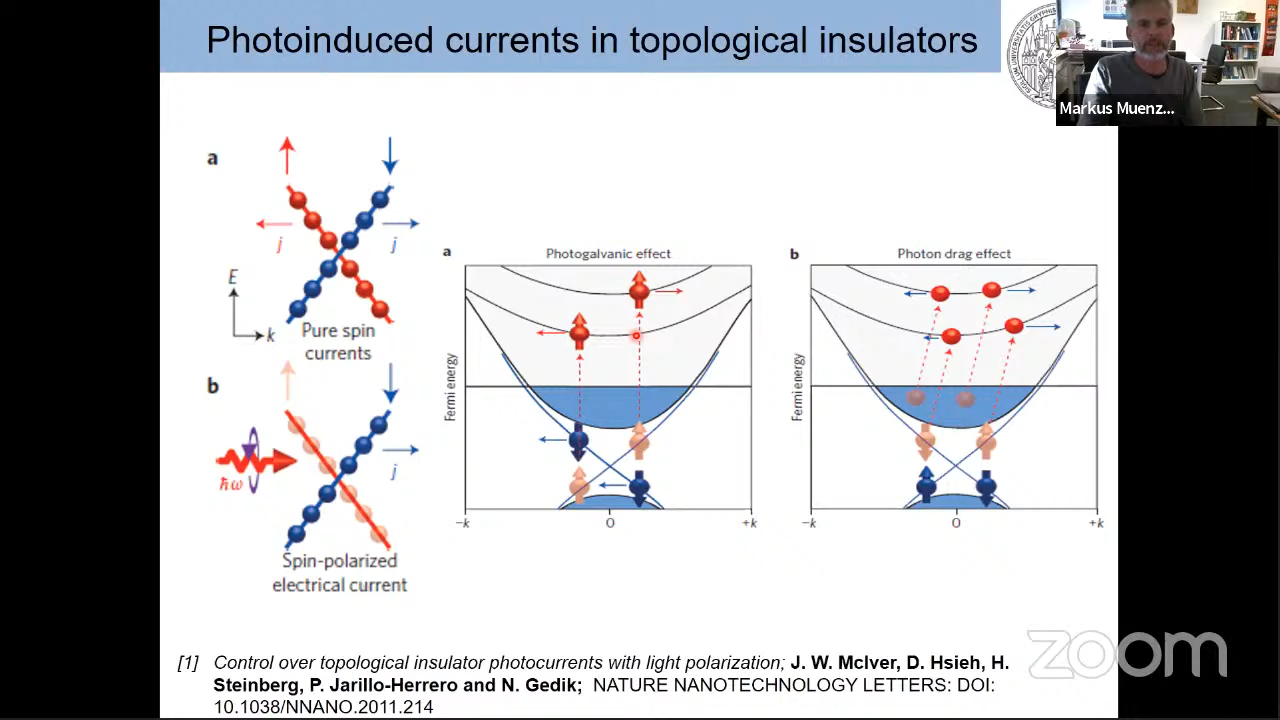 Photoinduced currents in topological insulators
Markus Muenz...
a
j
j
E
k
Pure spin
currents
b
ħω
j
Spin-polarized
electrical current
a
Photogalvanic effect
Fermi energy
−k
0
+k
b
Photon drag effect
Fermi energy
−k
0
+k
zoom
[1] Control over topological insulator photocurrents with light polarization; J. W. McIver, D. Hsieh, H.
Steinberg, P. Jarillo-Herrero and N. Gedik; NATURE NANOTECHNOLOGY LETTERS: DOI:
10.1038/NNANO.2011.214